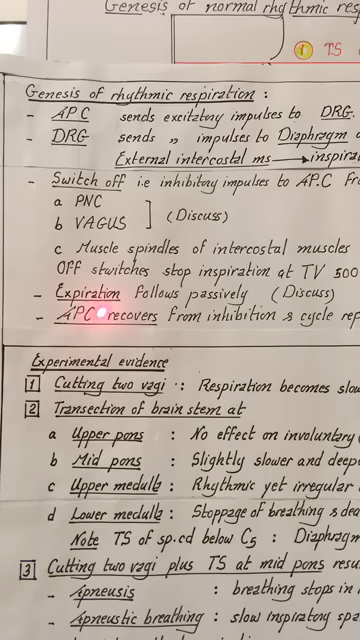 Genesis of normal rhythmic res
1 TS
Genesis of rhythmic respiration :
- APC sends excitatory impulses to DRG.
- DRG sends " impulses to Diaphragm
External intercostal ms → inspira
- Switch off i.e inhibitory impulses to AP.C Fr
a PNC
b VAGUS ] (Discuss)
c Muscle spindles of intercostal muscles
OFF stwitches stop inspiration at TV 500
- Expiration follows passively (Discuss)
- APC recovers from inhibition & cycle rep
Experimental evidence
1 Cutting two vagi : Respiration becomes slow
2 Transection of brain stem at
a Upper pons : No effect on involuntary
b Mid pons : Slightly slower and deepe
c Upper medulla : Rhythmic yet irregular
d Lower medulla : Stoppage of breathing & dea
Note TS of sp.cd below C5 : Diaphragm
3 Cutting two vagi plus TS at mid pons resu
- Apneusis : breathing stops in
- Apneustic breathing : slow inspiratory spa